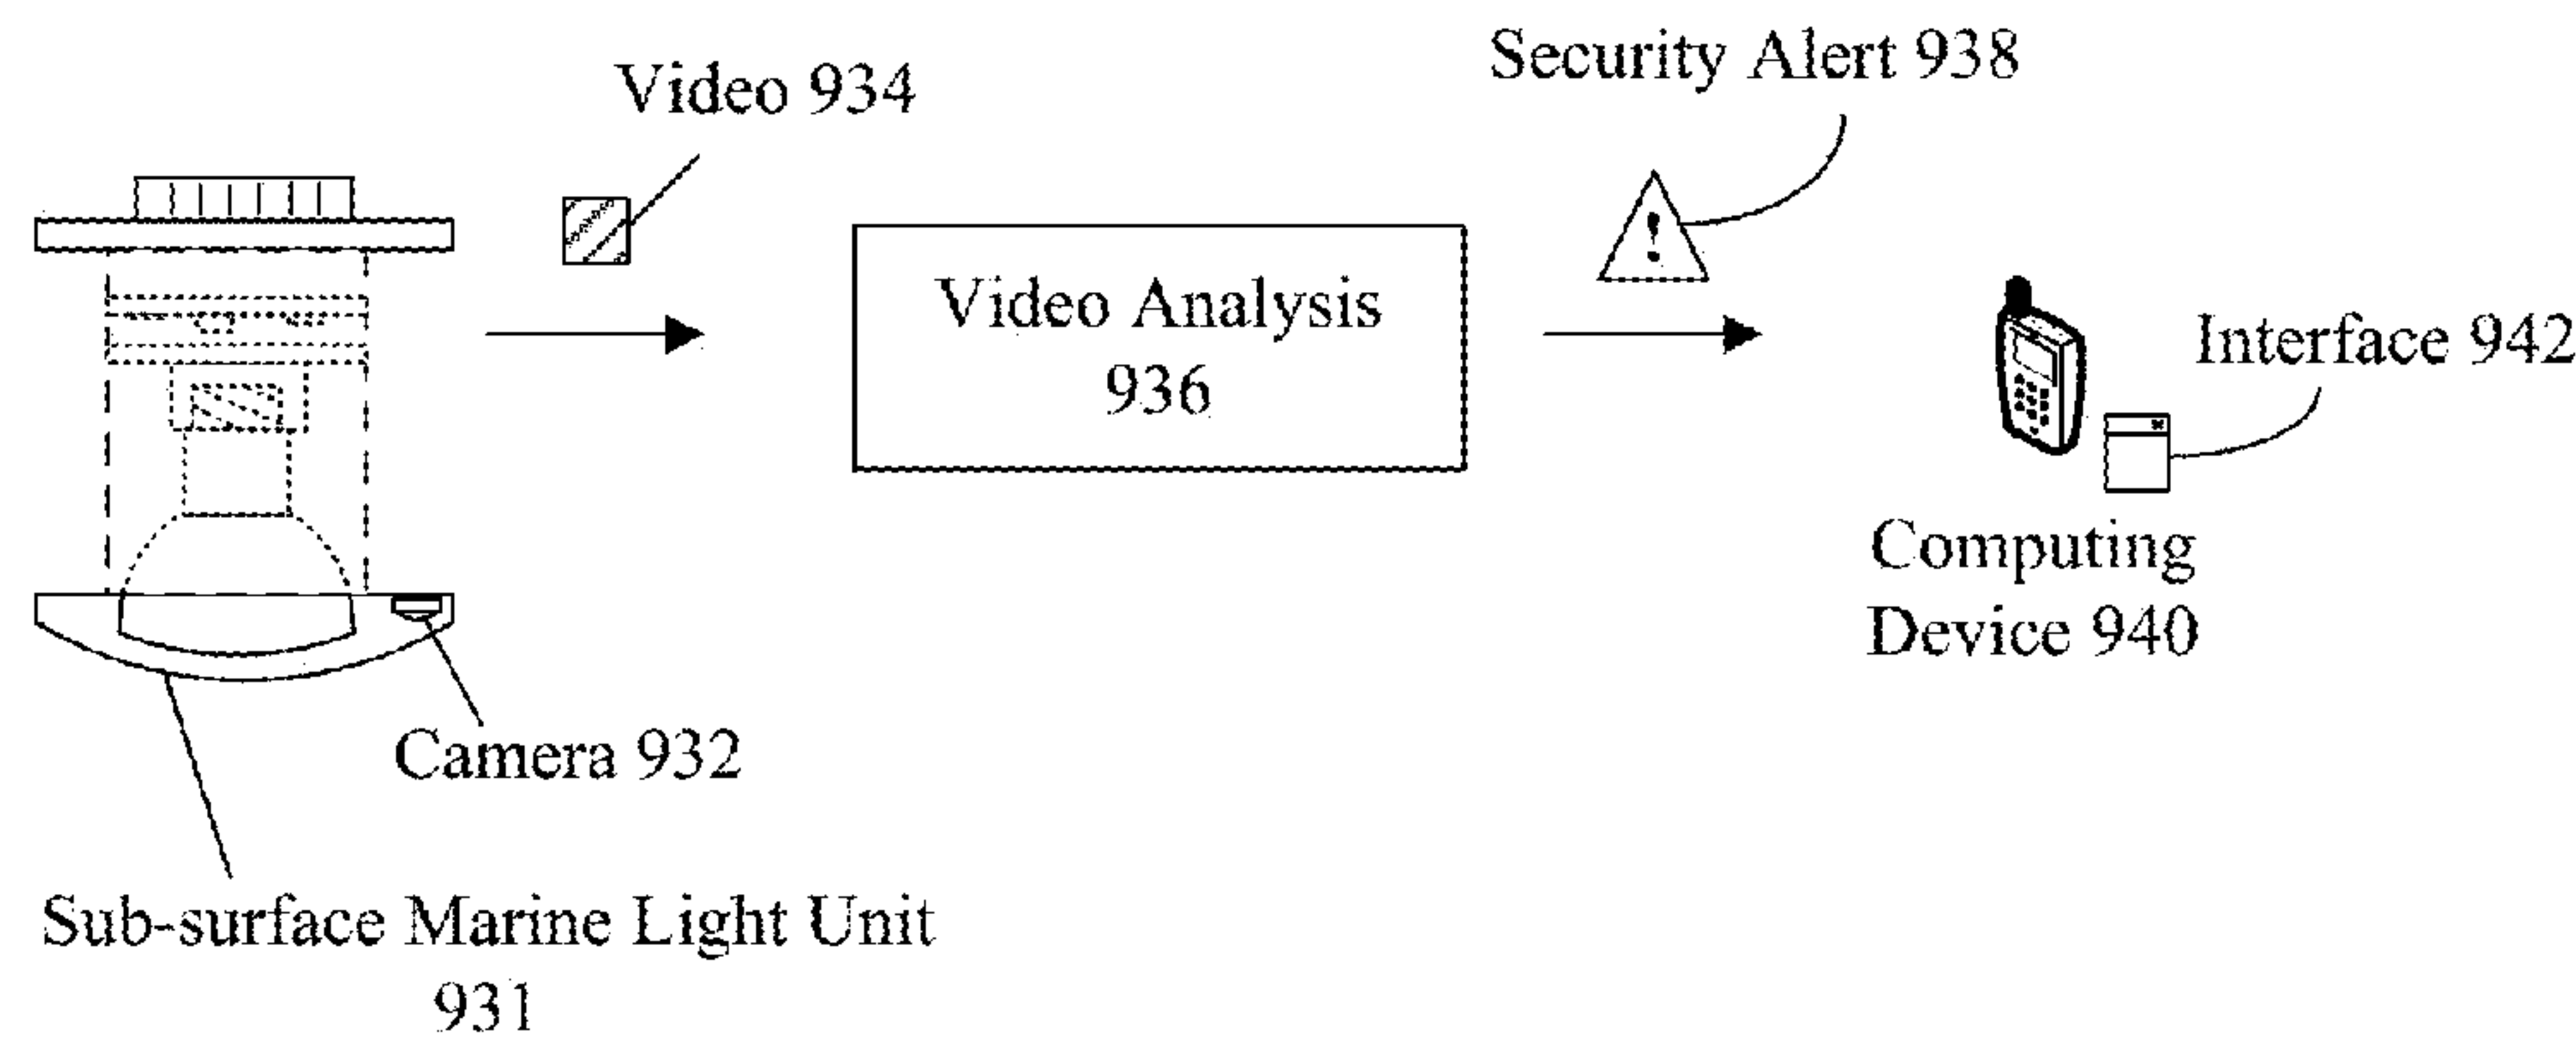 Security Alert 938
Video 934
Video Analysis
936
Interface 942
Computing
Device 940
Camera 932
Sub-surface Marine Light Unit
931